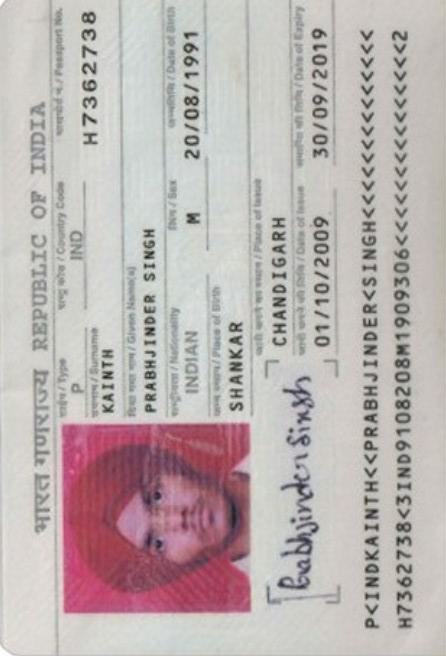 भारत गणराज्य REPUBLIC OF INDIA
टाईप / Type
P
राष्ट्र कोड / Country Code
IND
पासपोर्ट नं. / Passport No.
H7362738
उपनाम / Surname
KAINTH
दिया गया नाम / Given Name(s)
PRABHJINDER SINGH
राष्ट्रीयता / Nationality
INDIAN
लिंग / Sex
M
जन्मतिथि / Date of Birth
20/08/1991
जन्म स्थान / Place of Birth
SHANKAR
जारी करने का स्थान / Place of Issue
CHANDIGARH
जारी करने की तिथि / Date of Issue
01/10/2009
समाप्ति की तिथि / Date of Expiry
30/09/2019
Prabhjinder Singh
P<INDKAINTH<<PRABHJINDER<SINGH<<<<<<<<<<<<<<
H7362738<3IND9108208M1909306<<<<<<<<<<<<<<<2